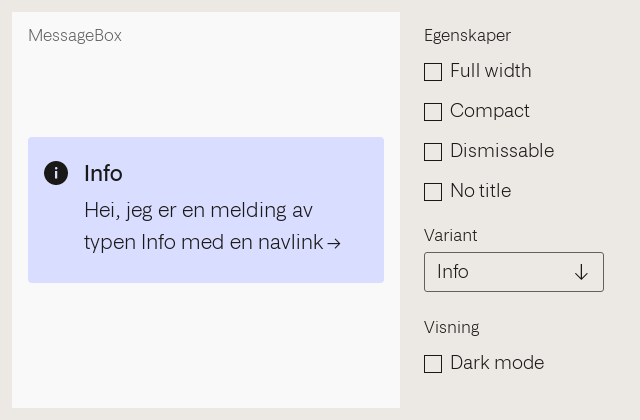 MessageBox
Info
Hei, jeg er en melding av
typen Info med en navlink →
Egenskaper
Full width
Compact
Dismissable
No title
Variant
Info
Visning
Dark mode